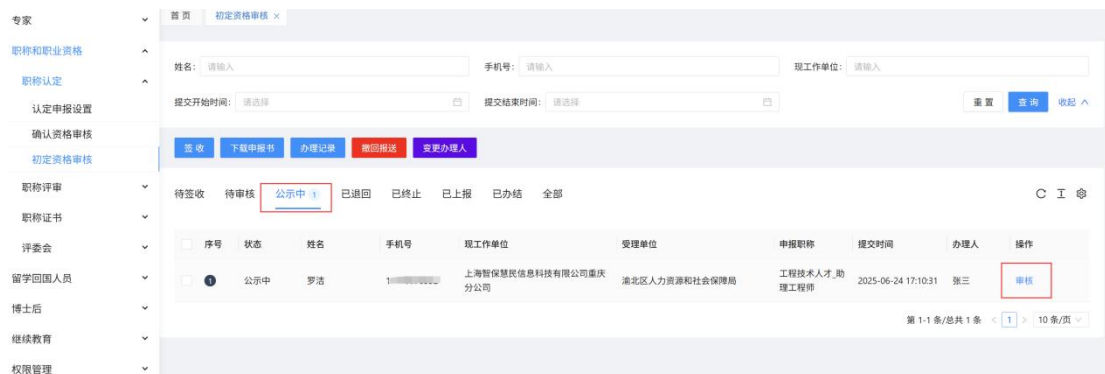 专家
职称和职业资格
职称认定
认定申报设置
确认资格审核
初定资格审核
职称评审
职称证书
评委会
留学回国人员
博士后
继续教育
权限管理
首页 初定资格审核 ×
姓名: 请输入 手机号: 请输入 现工作单位: 请输入
提交开始时间: 请选择 提交结束时间: 请选择 重置 查询 收起
签收 下载申报书 办理记录 撤回报送 变更办理人
待签收 待审核 公示中 1 已退回 已终止 已上报 已办结 全部
序号 状态 姓名 手机号 现工作单位 受理单位 申报职称 提交时间 办理人 操作
1 公示中 罗洁 1 上海智保慧民信息科技有限公司重庆 渝北区人力资源和社会保障局 工程技术人才_助 2025-06-24 17:10:31 张三 审核
分公司 理工程师
第 1-1 条/总共 1 条 < 1 > 10 条/页